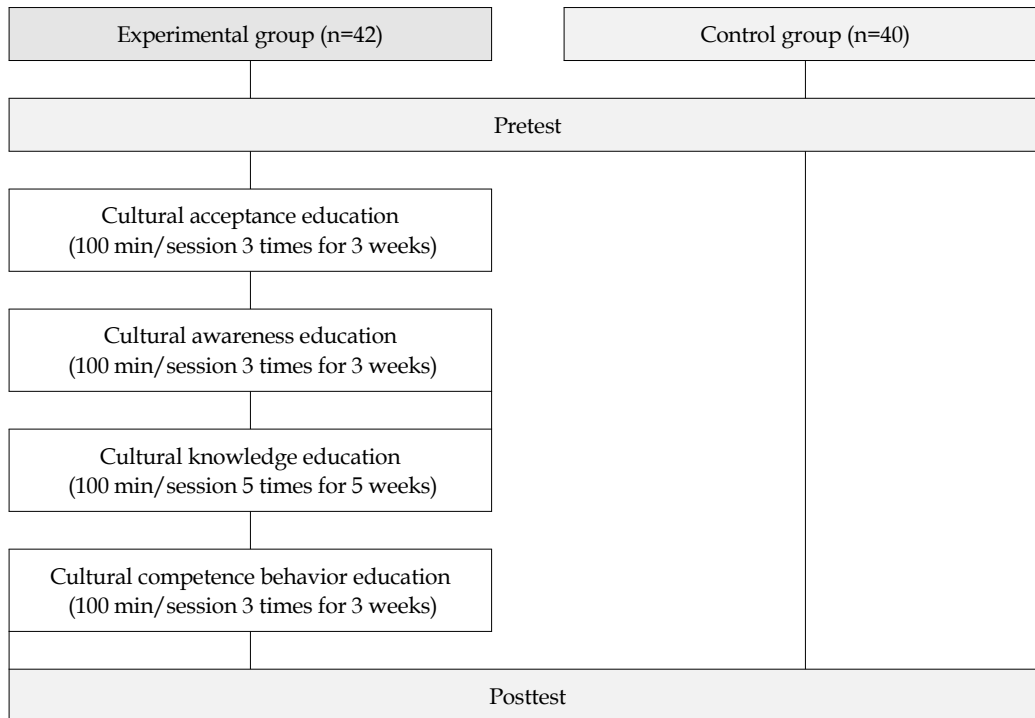 Experimental group (n=42)
Control group (n=40)
Pretest
Cultural acceptance education
(100 min/session 3 times for 3 weeks)
Cultural awareness education
(100 min/session 3 times for 3 weeks)
Cultural knowledge education
(100 min/session 5 times for 5 weeks)
Cultural competence behavior education
(100 min/session 3 times for 3 weeks)
Posttest